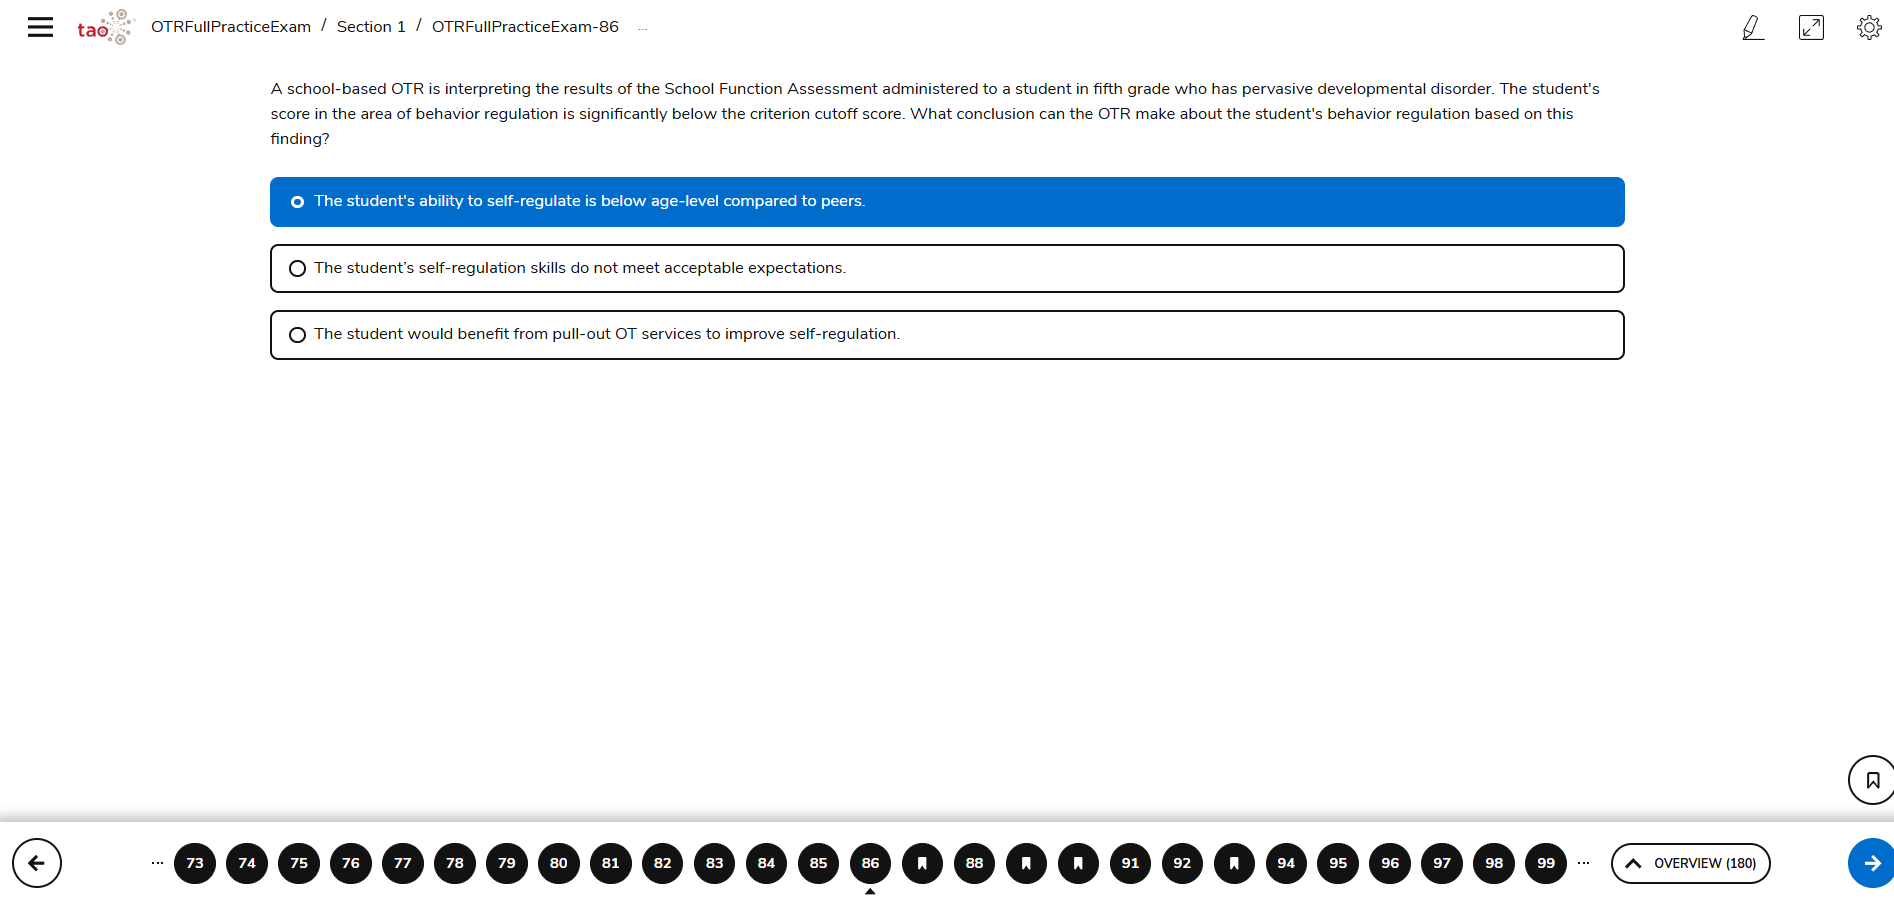 tao OTRFullPracticeExam / Section 1 / OTRFullPracticeExam-86 ...
A school-based OTR is interpreting the results of the School Function Assessment administered to a student in fifth grade who has pervasive developmental disorder. The student's
score in the area of behavior regulation is significantly below the criterion cutoff score. What conclusion can the OTR make about the student's behavior regulation based on this
finding?
The student's ability to self-regulate is below age-level compared to peers.
The student’s self-regulation skills do not meet acceptable expectations.
The student would benefit from pull-out OT services to improve self-regulation.
... 73 74 75 76 77 78 79 80 81 82 83 84 85 86 88 91 92 94 95 96 97 98 99 ... OVERVIEW (180)